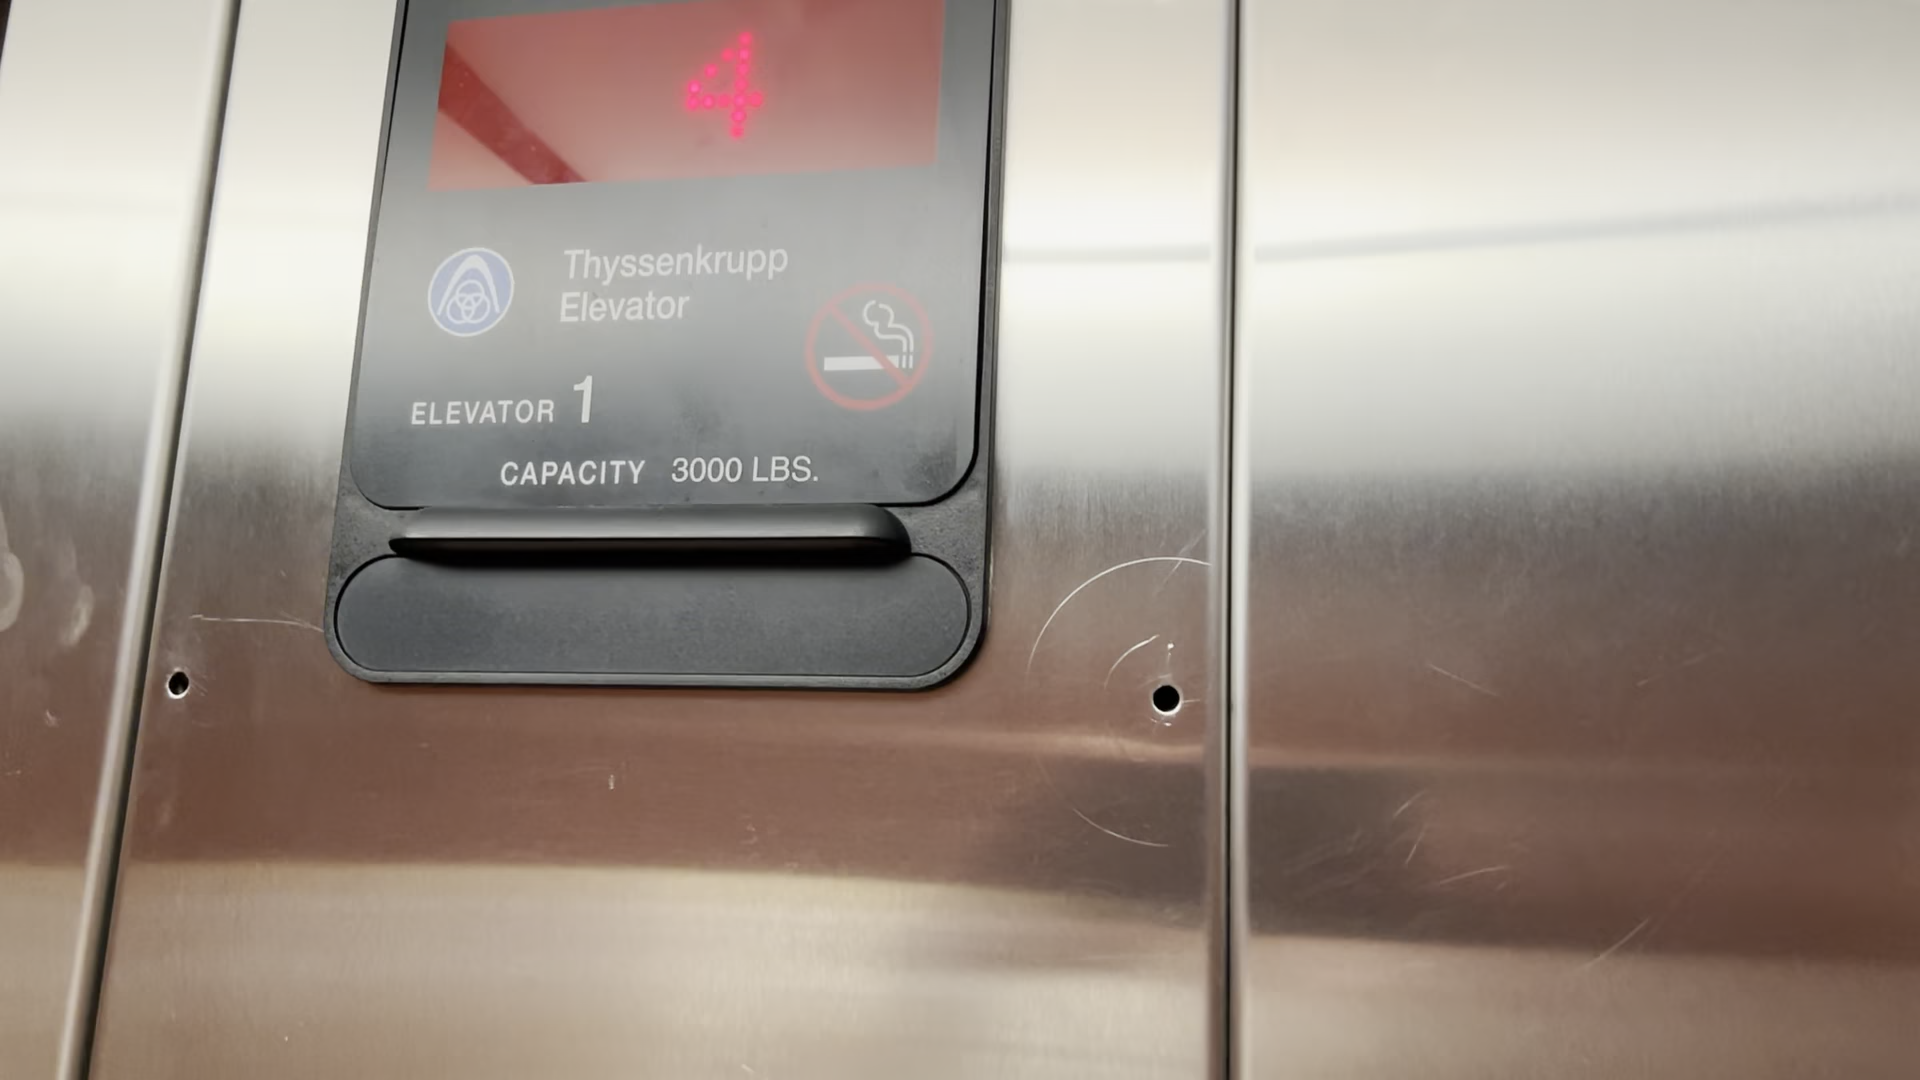 4
Thyssenkrupp
Elevator
ELEVATOR 1
CAPACITY 3000 LBS.